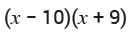 (x − 10)(x + 9)